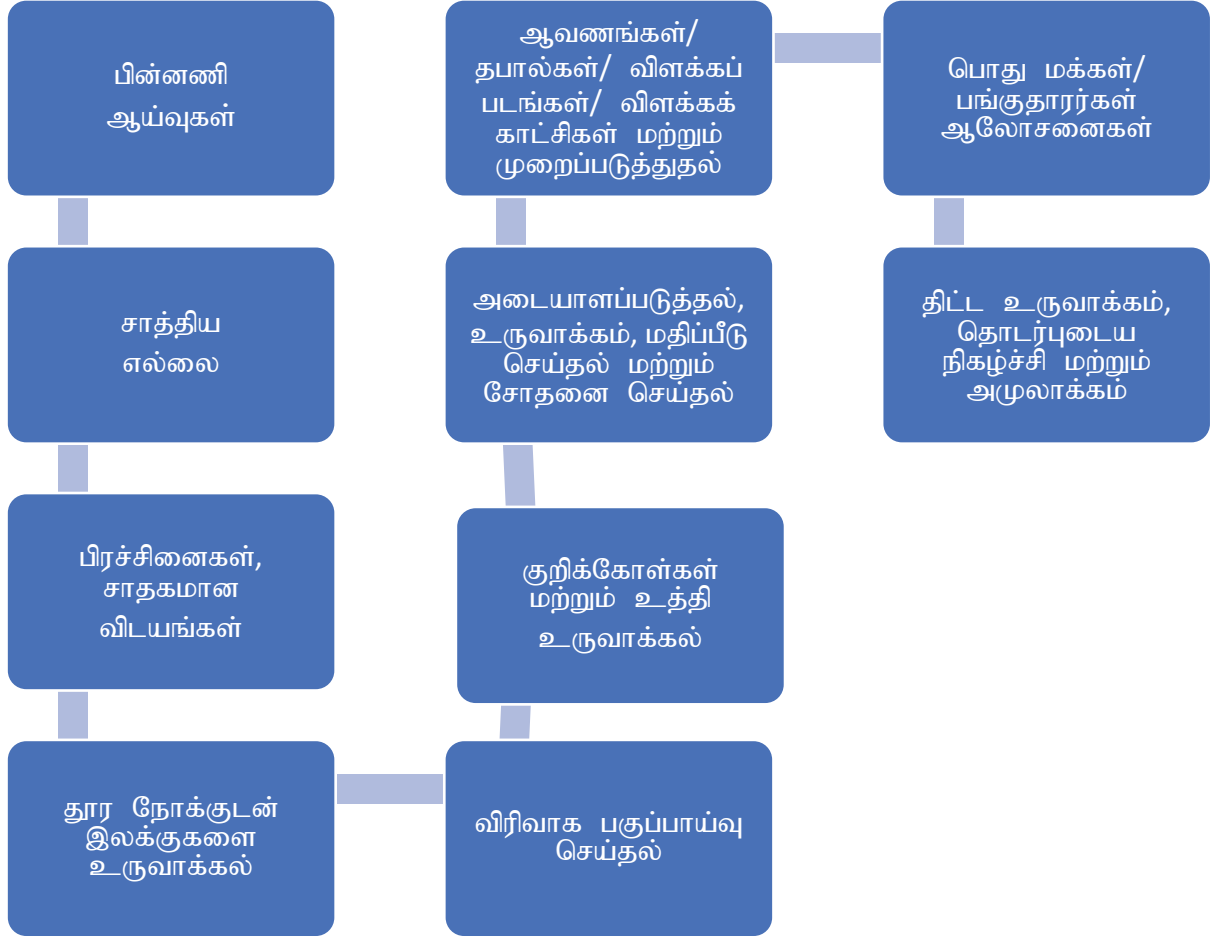 பின்னணி
ஆய்வுகள்
சாத்திய
எல்லை
பிரச்சினைகள்,
சாதகமான
விடயங்கள்
தூர நோக்குடன்
இலக்குகளை
உருவாக்கல்
விரிவாக பகுப்பாய்வு
செய்தல்
குறிக்கோள்கள்
மற்றும் உத்தி
உருவாக்கல்
அடையாளப்படுத்தல்,
உருவாக்கம், மதிப்பீடு
செய்தல் மற்றும்
சோதனை செய்தல்
ஆவணங்கள்/
தபால்கள்/ விளக்கப்
படங்கள்/ விளக்கக்
காட்சிகள் மற்றும்
முறைப்படுத்துதல்
பொது மக்கள்/
பங்குதாரர்கள்
ஆலோசனைகள்
திட்ட உருவாக்கம்,
தொடர்புடைய
நிகழ்ச்சி மற்றும்
அமுலாக்கம்